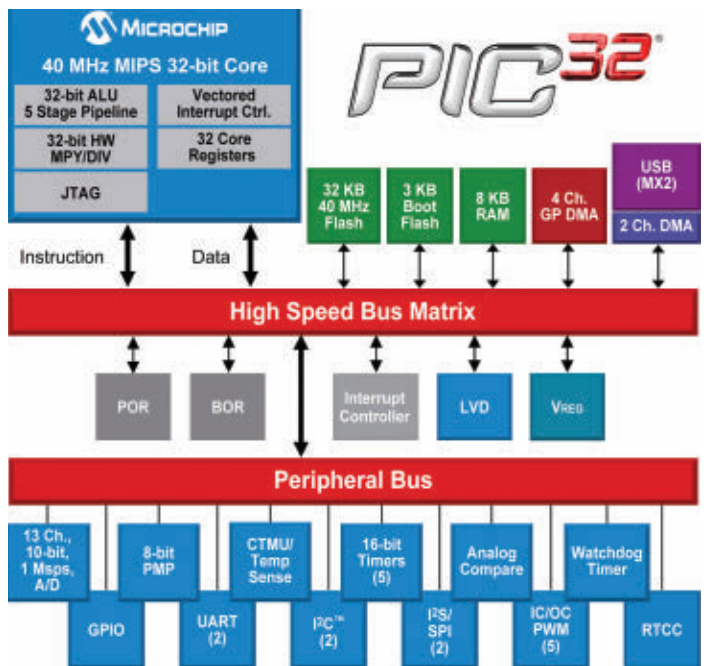 MICROCHIP
PIC32®
40 MHz MIPS 32-bit Core
32-bit ALU
5 Stage Pipeline
Vectored
Interrupt Ctrl.
32-bit HW
MPY/DIV
32 Core
Registers
JTAG
32 KB
40 MHz
Flash
3 KB
Boot
Flash
8 KB
RAM
4 Ch.
GP DMA
USB
(MX2)
2 Ch. DMA
Instruction
Data
High Speed Bus Matrix
POR
BOR
Interrupt
Controller
LVD
VREG
Peripheral Bus
13 Ch.,
10-bit,
1 Msps,
A/D
GPIO
8-bit
PMP
UART
(2)
CTMU/
Temp
Sense
I²C™
(2)
16-bit
Timers
(5)
I²S/
SPI
(2)
Analog
Compare
IC/OC
PWM
(5)
Watchdog
Timer
RTCC